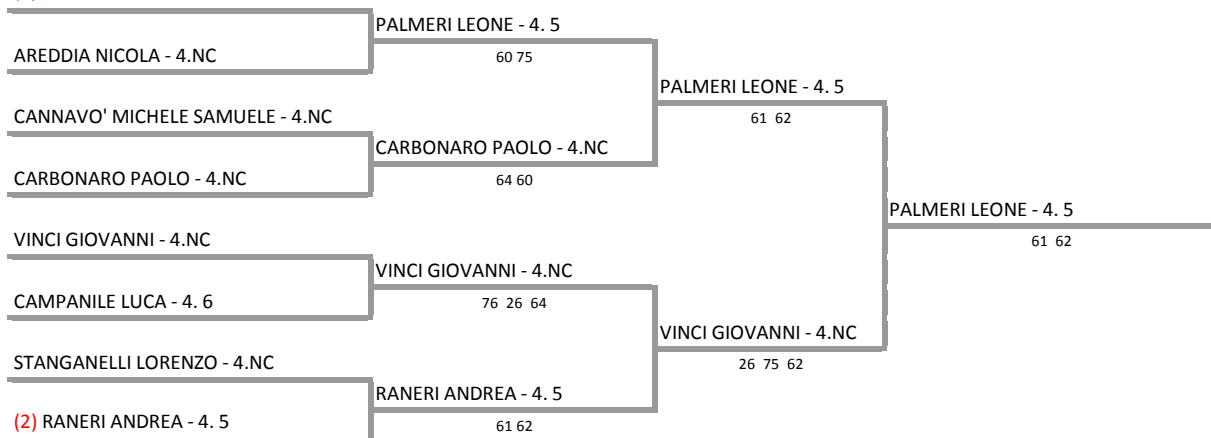 PALMERI LEONE - 4. 5
AREDDIA NICOLA - 4.NC
60 75
PALMERI LEONE - 4. 5
CANNAVO' MICHELE SAMUELE - 4.NC
61 62
CARBONARO PAOLO - 4.NC
CARBONARO PAOLO - 4.NC
64 60
PALMERI LEONE - 4. 5
VINCI GIOVANNI - 4.NC
61 62
VINCI GIOVANNI - 4.NC
CAMPANILE LUCA - 4. 6
76 26 64
VINCI GIOVANNI - 4.NC
STANGANELLI LORENZO - 4.NC
26 75 62
RANERI ANDREA - 4. 5
(2) RANERI ANDREA - 4. 5
61 62